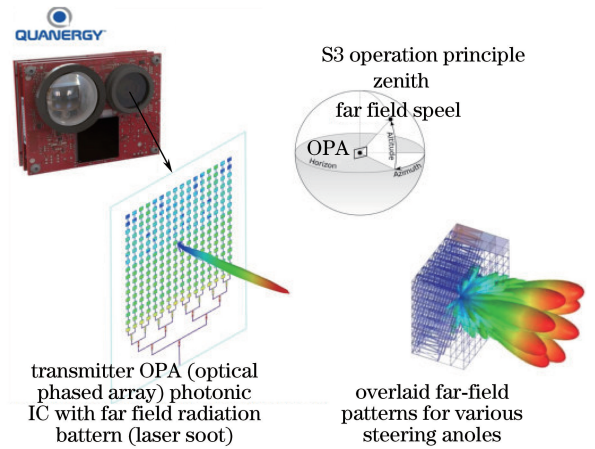 QUANERGY™
S3 operation principle
zenith
far field speel
OPA
Altitude
Horizon
Azimuth
transmitter OPA (optical
phased array) photonic
IC with far field radiation
battern (laser soot)
overlaid far-field
patterns for various
steering anoles